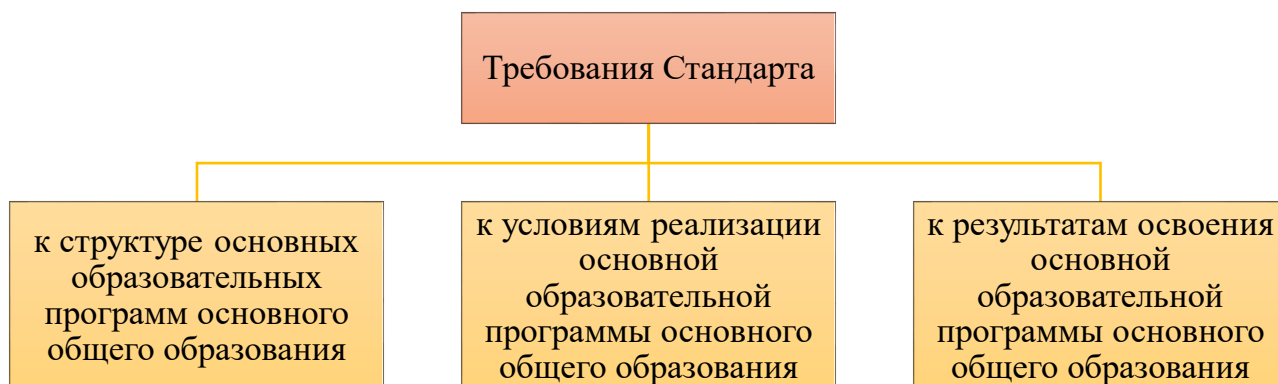 Требования Стандарта
к структуре основных
образовательных
программ основного
общего образования
к условиям реализации
основной
образовательной
программы основного
общего образования
к результатам освоения
основной
образовательной
программы основного
общего образования